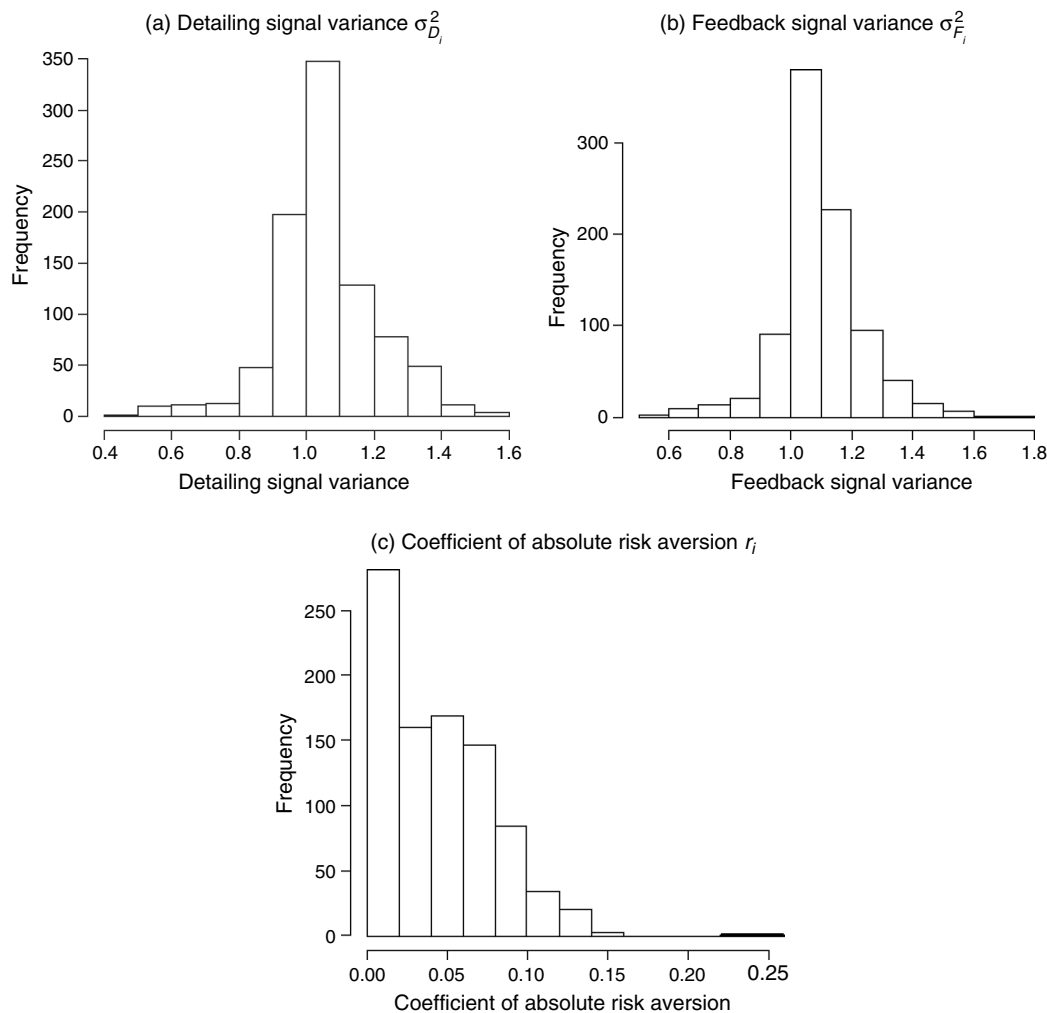 (a) Detailing signal variance σ²_{D_i}
350
300
250
200
150
100
50
0
Frequency
0.4 0.6 0.8 1.0 1.2 1.4 1.6
Detailing signal variance
(b) Feedback signal variance σ²_{F_i}
300
200
100
0
Frequency
0.6 0.8 1.0 1.2 1.4 1.6 1.8
Feedback signal variance
(c) Coefficient of absolute risk aversion r_i
250
200
150
100
50
0
Frequency
0.00 0.05 0.10 0.15 0.20 0.25
Coefficient of absolute risk aversion